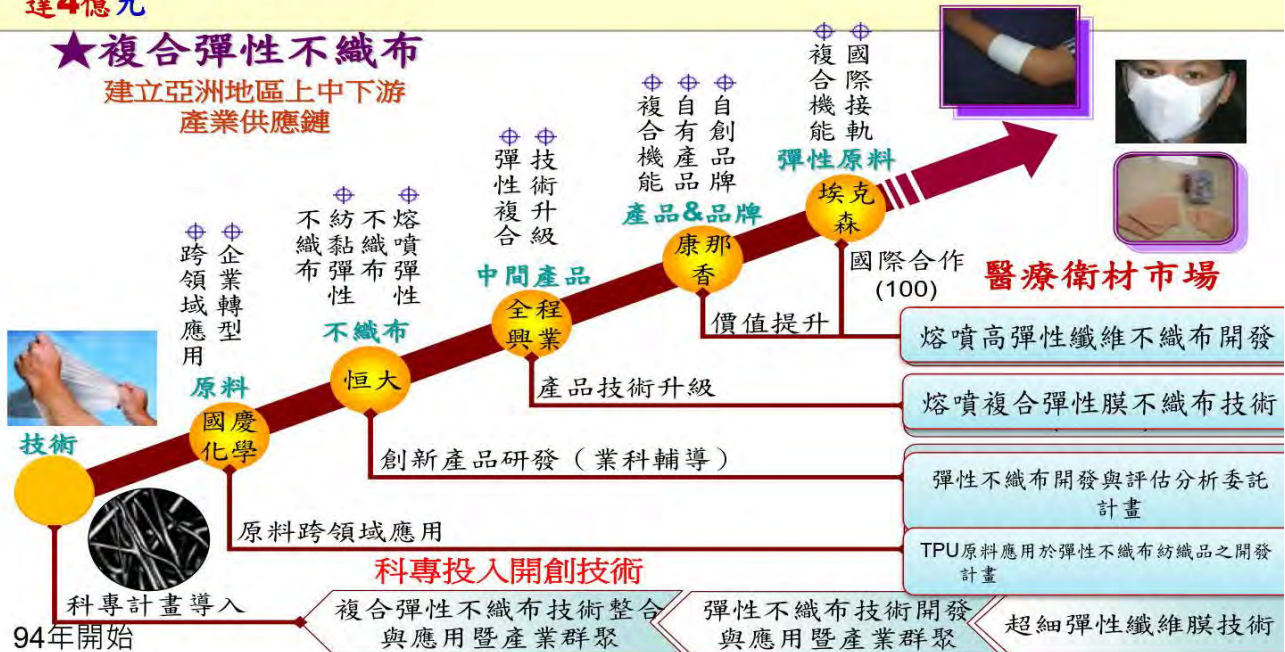 達4億元
★複合彈性不織布
建立亞洲地區上中下游
產業供應鏈
技術
原料
國慶
化學
跨領域應用
企業轉型
不織布
恒大
紡黏彈性
不織布
熔噴彈性
不織布
中間產品
全程
興業
彈性複合
技術升級
產品&品牌
康那
香
複合機能
自有產品
自創品牌
彈性原料
埃克
森
複合機能
國際接軌
國際合作
(100)
醫療衛材市場
價值提升
熔噴高彈性纖維不織布開發
產品技術升級
熔噴複合彈性膜不織布技術
創新產品研發（業科輔導）
彈性不織布開發與評估分析委託
計畫
原料跨領域應用
TPU原料應用於彈性不織布紡織品之開發
計畫
科專投入開創技術
科專計畫導入
94年開始
複合彈性不織布技術整合
與應用暨產業群聚
彈性不織布技術開發
與應用暨產業群聚
超細彈性纖維膜技術